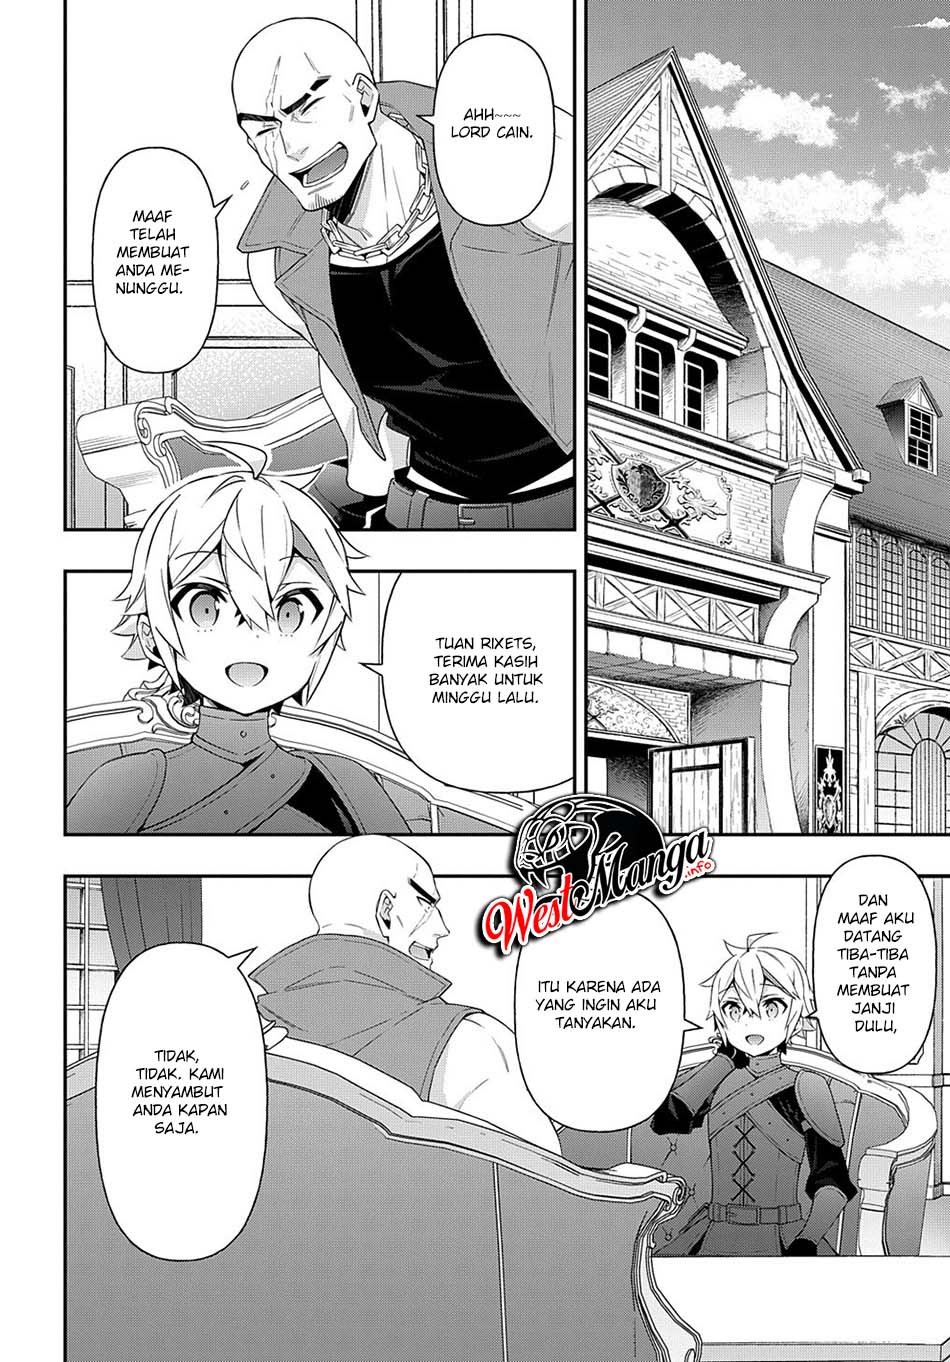 AHH~~~
LORD CAIN.
MAAF
TELAH
MEMBUAT
ANDA ME-
NUNGGU.
TUAN RIXETS,
TERIMA KASIH
BANYAK UNTUK
MINGGU LALU.
DAN
MAAF AKU
DATANG
TIBA-TIBA
TANPA
MEMBUAT
JANJI
DULU,
ITU KARENA ADA
YANG INGIN AKU
TANYAKAN.
TIDAK,
TIDAK. KAMI
MENYAMBUT
ANDA KAPAN
SAJA.
WestManga.info